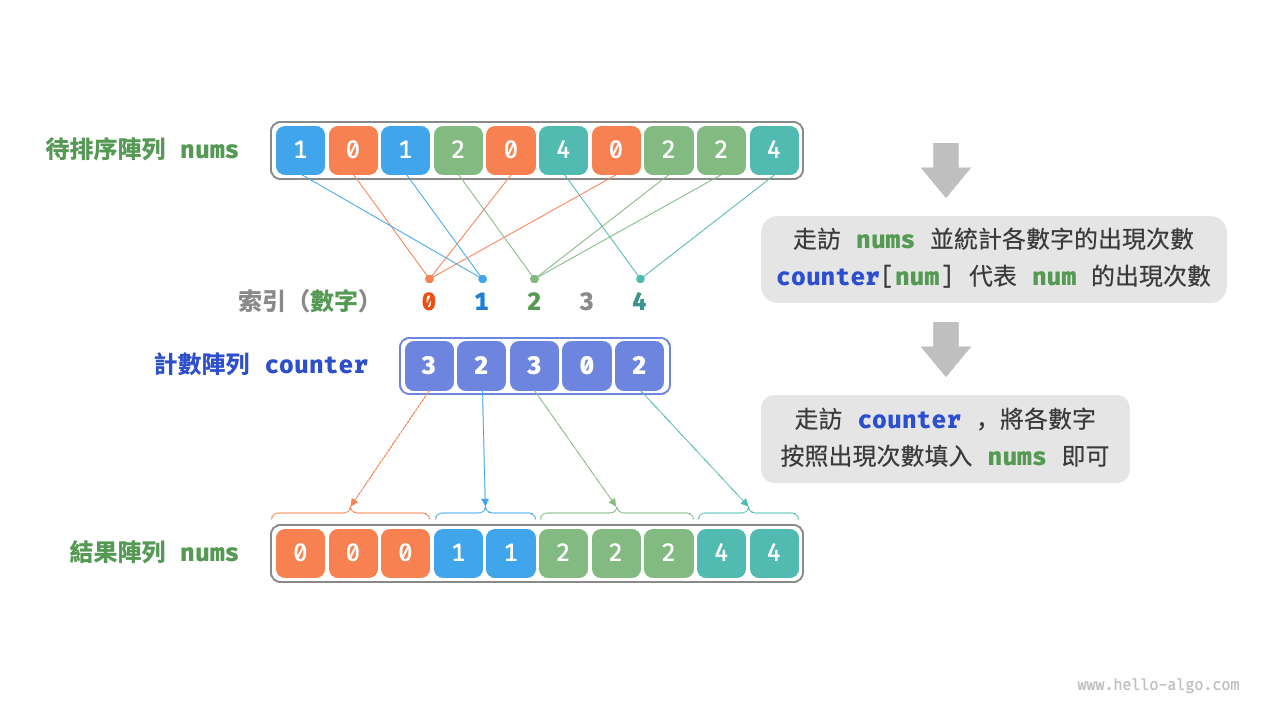 待排序陣列 nums
1 0 1 2 0 4 0 2 2 4
走訪 nums 並統計各數字的出現次數
counter[num] 代表 num 的出現次數
索引（數字） 0 1 2 3 4
計數陣列 counter 3 2 3 0 2
走訪 counter ，將各數字
按照出現次數填入 nums 即可
結果陣列 nums
0 0 0 1 1 2 2 2 4 4
www.hello-algo.com